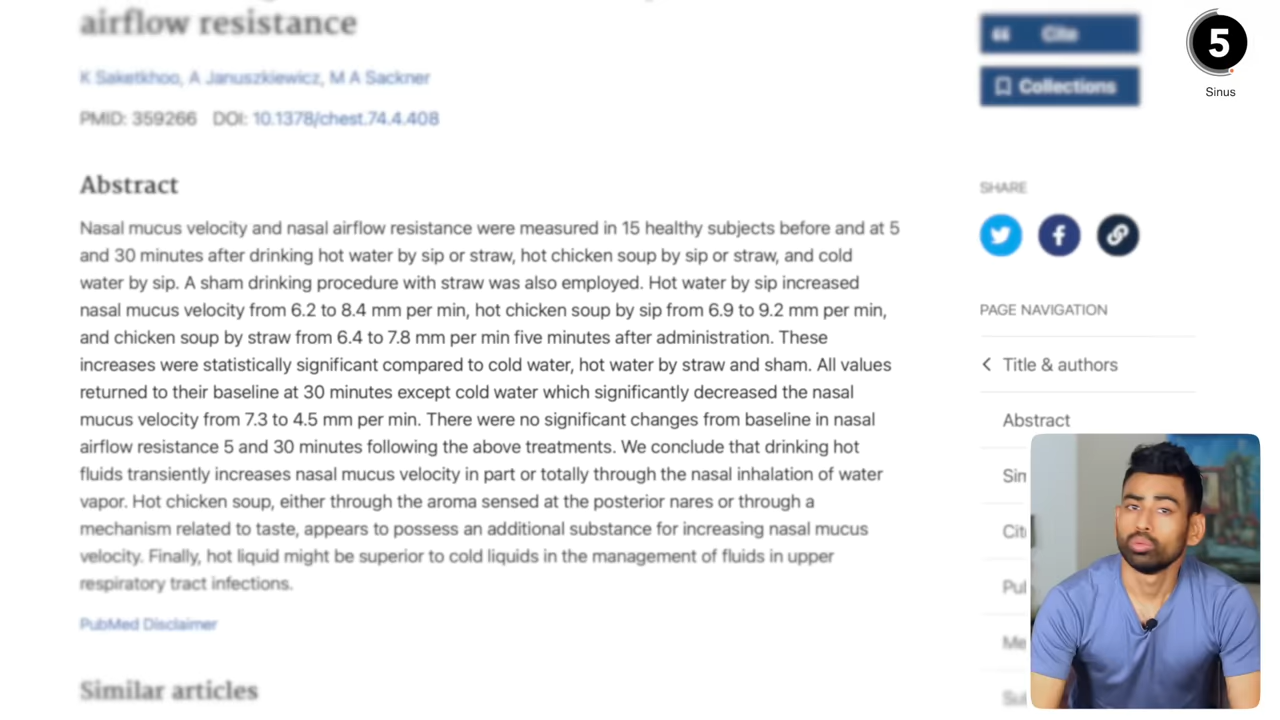 airflow resistance
K Saketkhoo, A Januszkiewicz, M A Sackner
PMID: 359266 DOI: 10.1378/chest.74.4.408
Abstract
Nasal mucus velocity and nasal airflow resistance were measured in 15 healthy subjects before and at 5
and 30 minutes after drinking hot water by sip or straw, hot chicken soup by sip or straw, and cold
water by sip. A sham drinking procedure with straw was also employed. Hot water by sip increased
nasal mucus velocity from 6.2 to 8.4 mm per min, hot chicken soup by sip from 6.9 to 9.2 mm per min,
and chicken soup by straw from 6.4 to 7.8 mm per min five minutes after administration. These
increases were statistically significant compared to cold water, hot water by straw and sham. All values
returned to their baseline at 30 minutes except cold water which significantly decreased the nasal
mucus velocity from 7.3 to 4.5 mm per min. There were no significant changes from baseline in nasal
airflow resistance 5 and 30 minutes following the above treatments. We conclude that drinking hot
fluids transiently increases nasal mucus velocity in part or totally through the nasal inhalation of water
vapor. Hot chicken soup, either through the aroma sensed at the posterior nares or through a
mechanism related to taste, appears to possess an additional substance for increasing nasal mucus
velocity. Finally, hot liquid might be superior to cold liquids in the management of fluids in upper
respiratory tract infections.
PubMed Disclaimer
Similar articles
Cite
Collections
SHARE
PAGE NAVIGATION
Title & authors
Abstract
Sin
Cit
Pul
Me
5
Sinus